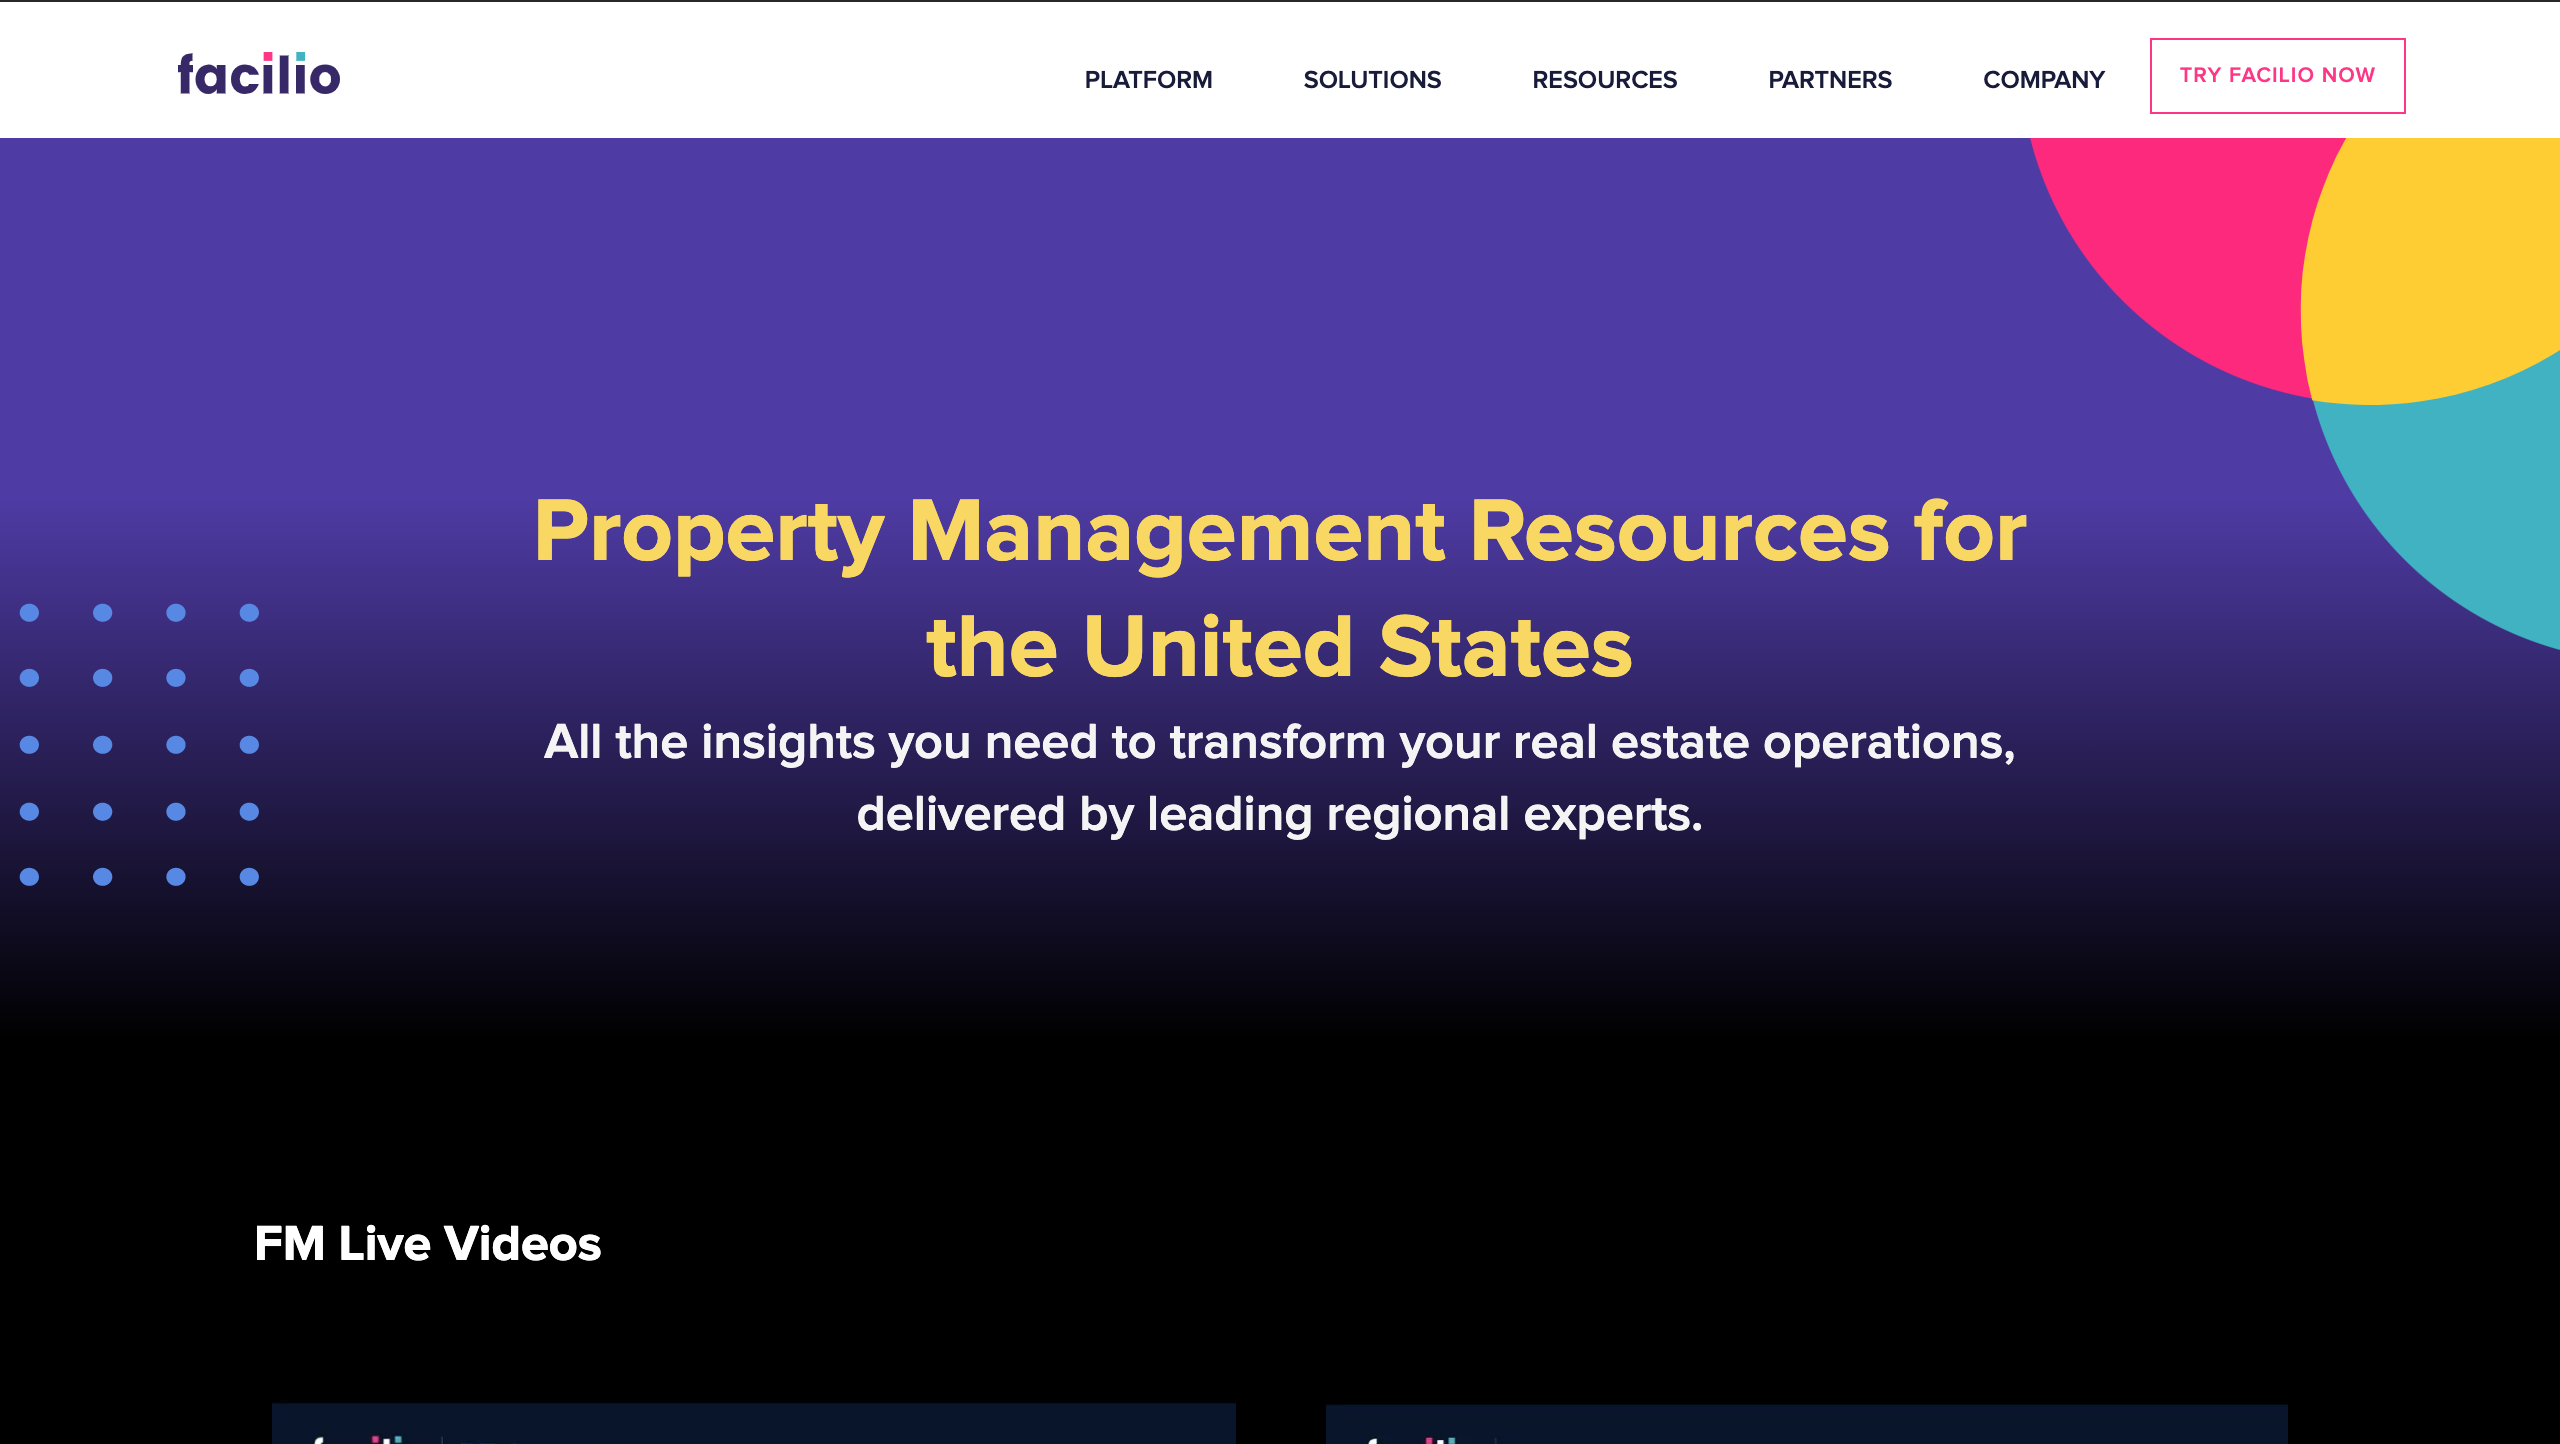 facilio
PLATFORM
SOLUTIONS
RESOURCES
PARTNERS
COMPANY
TRY FACILIO NOW
Property Management Resources for
the United States
All the insights you need to transform your real estate operations,
delivered by leading regional experts.
FM Live Videos